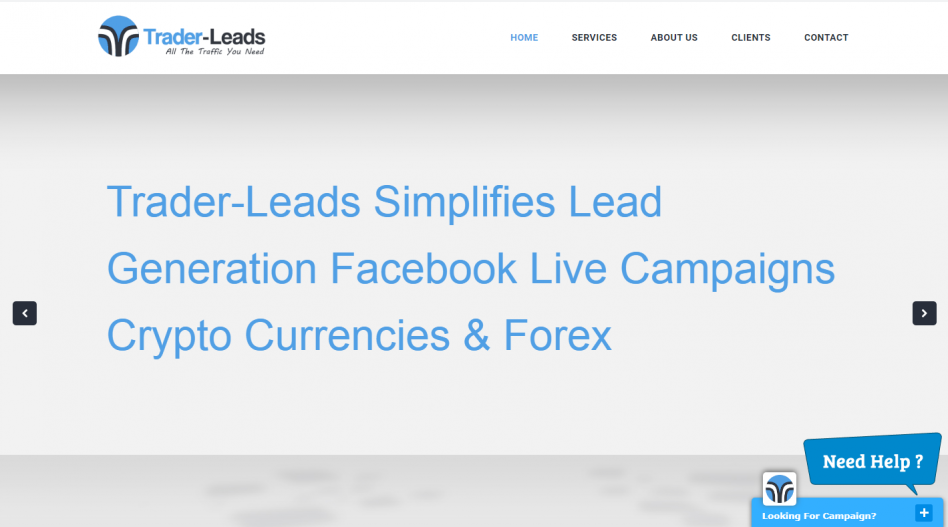 Trader-Leads
All The Traffic You Need
HOME SERVICES ABOUT US CLIENTS CONTACT
Trader-Leads Simplifies Lead
Generation Facebook Live Campaigns
Crypto Currencies & Forex
Need Help ?
Looking For Campaign?